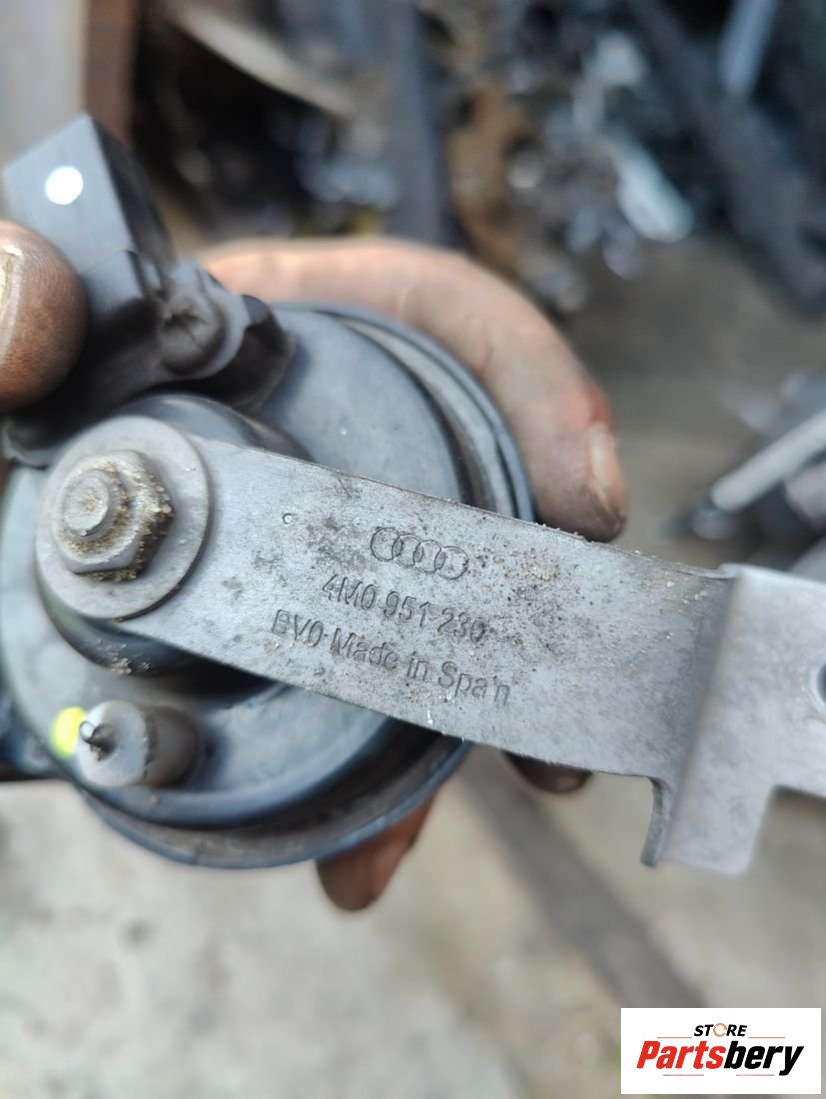 4M0 951 230
BV0 Made in Spain
STORE
Partsbery